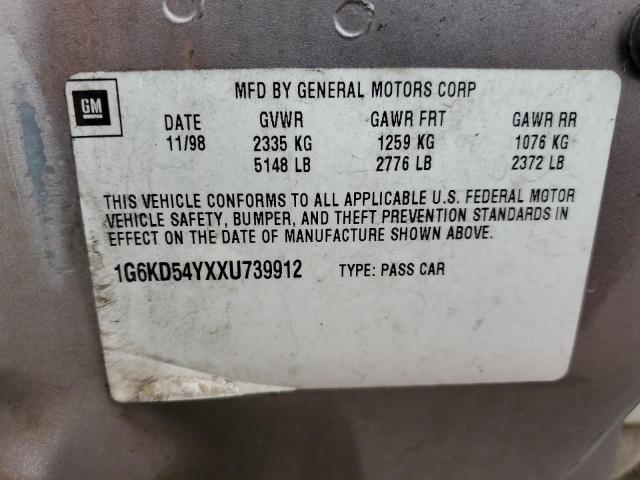 GM
MFD BY GENERAL MOTORS CORP
DATE GVWR GAWR FRT GAWR RR
11/98 2335 KG 1259 KG 1076 KG
5148 LB 2776 LB 2372 LB
THIS VEHICLE CONFORMS TO ALL APPLICABLE U.S. FEDERAL MOTOR
VEHICLE SAFETY, BUMPER, AND THEFT PREVENTION STANDARDS IN
EFFECT ON THE DATE OF MANUFACTURE SHOWN ABOVE.
1G6KD54YXXU739912 TYPE: PASS CAR